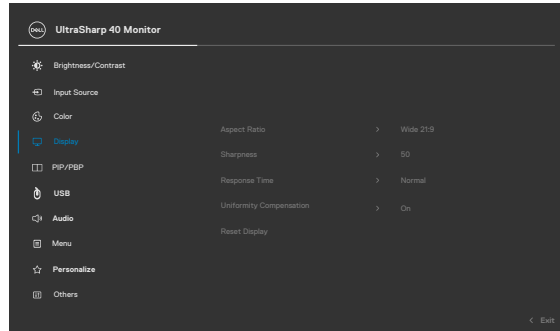 DELL UltraSharp 40 Monitor
Brightness/Contrast
Input Source
Color
Display
PIP/PBP
USB
Audio
Menu
Personalize
Others
Aspect Ratio > Wide 21:9
Sharpness > 50
Response Time > Normal
Uniformity Compensation > On
Reset Display
< Exit